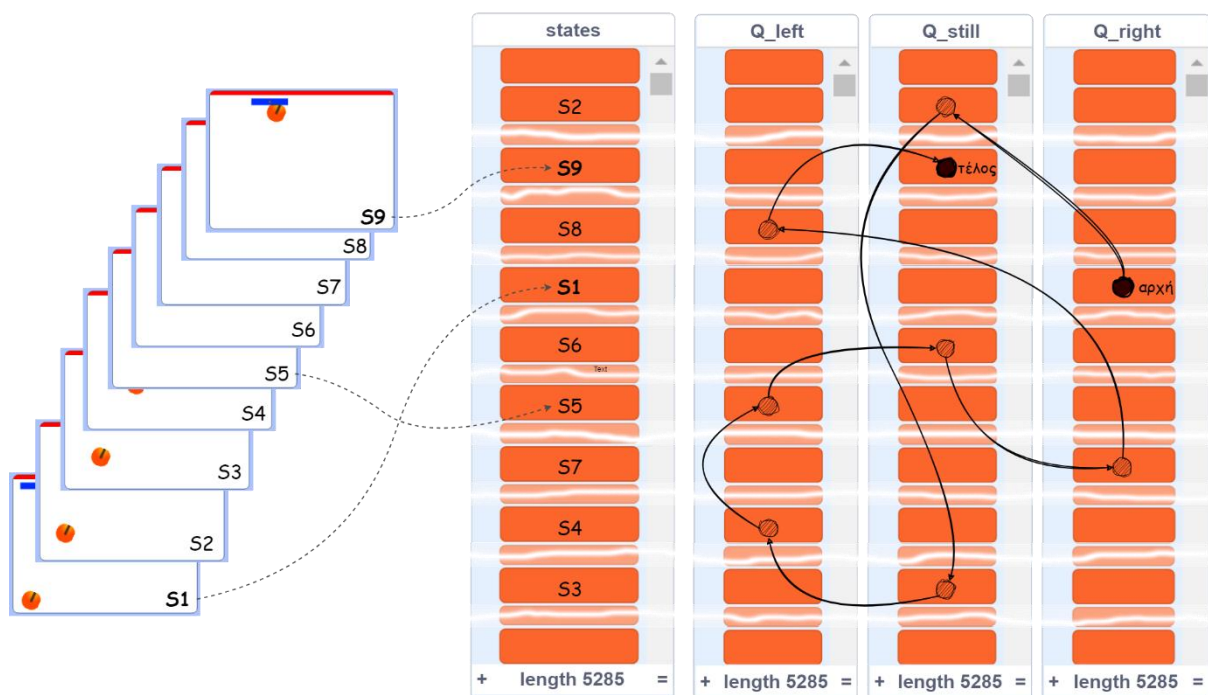 states
Q_left
Q_still
Q_right
S2
S9
τέλος
S8
S1
αρχή
S6
Text
S5
S7
S4
S3
+ length 5285 =
+ length 5285 =
+ length 5285 =
+ length 5285 =
S9
S8
S7
S6
S5
S4
S3
S2
S1